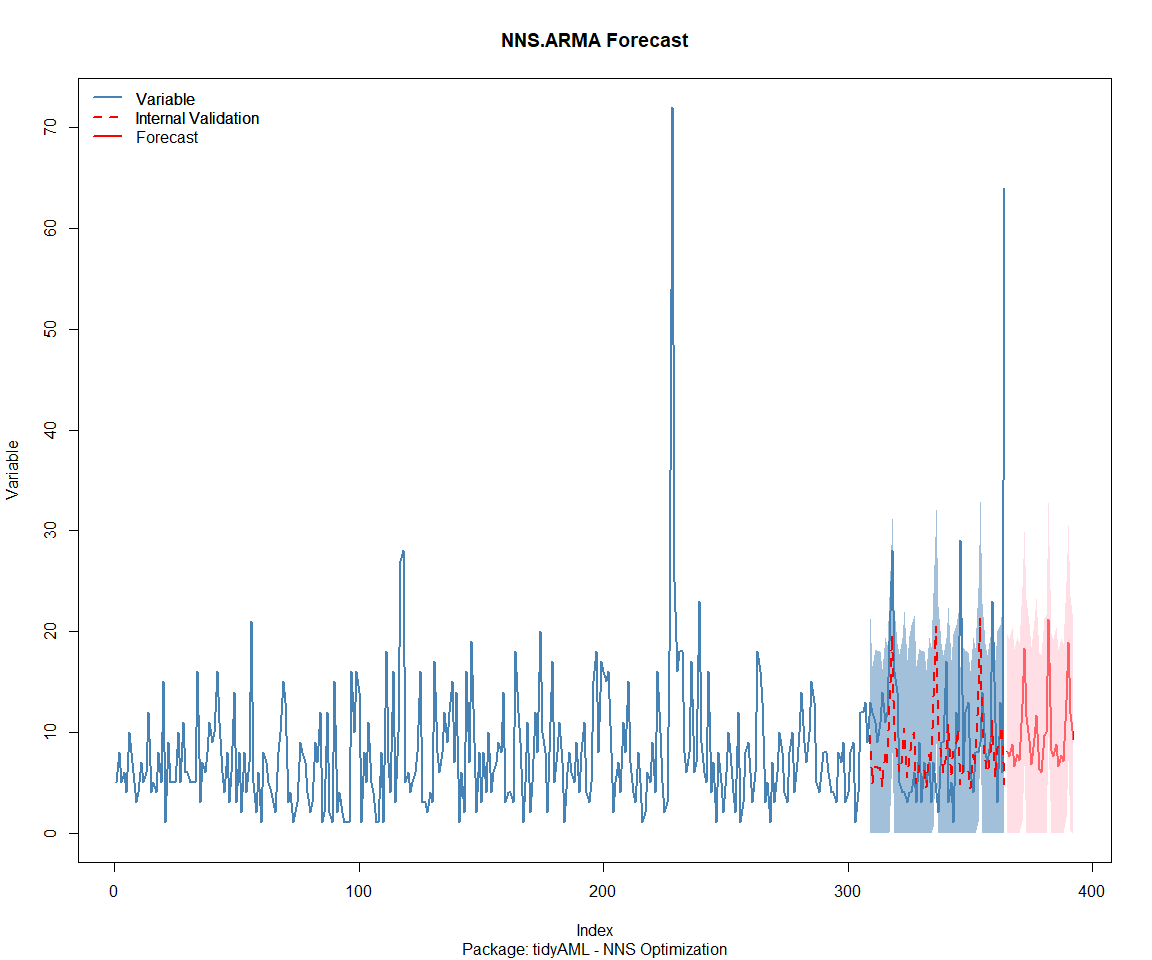 NNS.ARMA Forecast
Variable
Internal Validation
Forecast
70
60
50
40
30
20
10
0
Variable
0 100 200 300 400
Index
Package: tidyAML - NNS Optimization